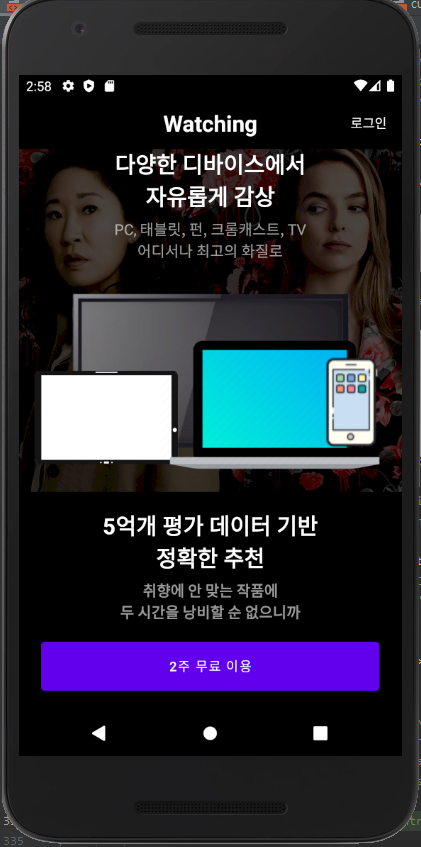 2:58
Watching
로그인
다양한 디바이스에서
자유롭게 감상
PC, 태블릿, 펀, 크롬캐스트, TV
어디서나 최고의 화질로
5억개 평가 데이터 기반
정확한 추천
취향에 안 맞는 작품에
두 시간을 낭비할 순 없으니까
2주 무료 이용
335